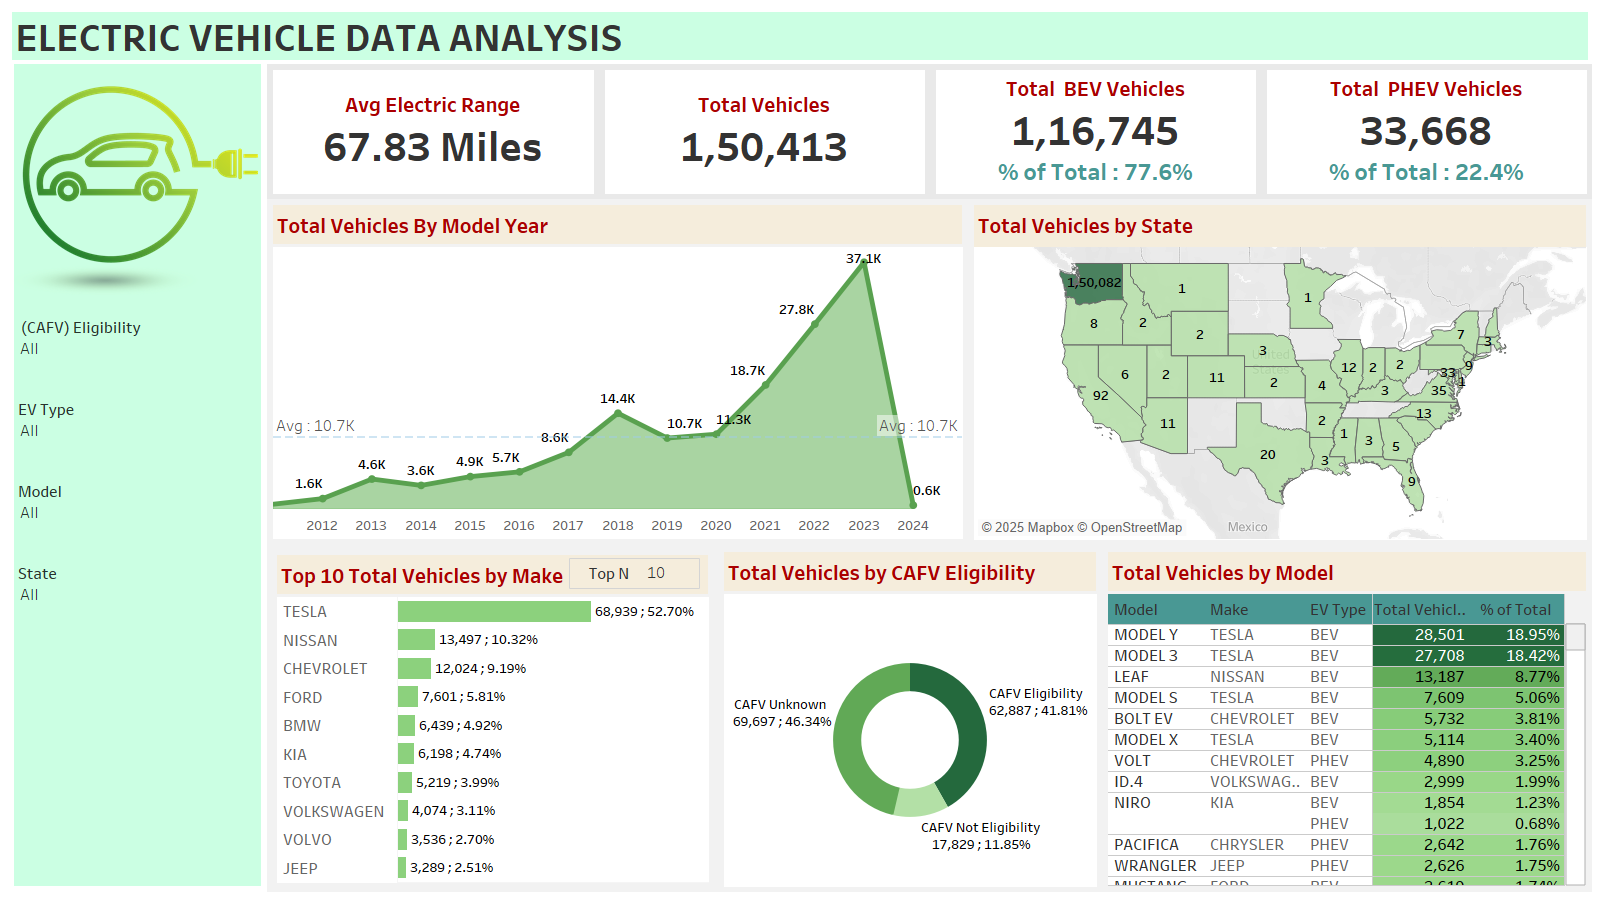 ELECTRIC VEHICLE DATA ANALYSIS
(CAFV) Eligibility
All
EV Type
All
Model
All
State
All
Avg Electric Range
67.83 Miles
Total Vehicles
1,50,413
Total BEV Vehicles
1,16,745
% of Total : 77.6%
Total PHEV Vehicles
33,668
% of Total : 22.4%
Total Vehicles By Model Year
37.1K
27.8K
18.7K
14.4K
11.3K
10.7K
8.6K
5.7K
4.9K
3.6K
4.6K
1.6K
0.6K
Avg : 10.7K
Avg : 10.7K
2012 2013 2014 2015 2016 2017 2018 2019 2020 2021 2022 2023 2024
Total Vehicles by State
1,50,082
1
1
8
2
2
3
7
3
6
2
11
2
4
12
2
2
3
33
9
1
35
92
11
2
13
1
3
5
20
3
9
United States
Mexico
© 2025 Mapbox © OpenStreetMap
Top 10 Total Vehicles by Make
Top N 10
TESLA 68,939 ; 52.70%
NISSAN 13,497 ; 10.32%
CHEVROLET 12,024 ; 9.19%
FORD 7,601 ; 5.81%
BMW 6,439 ; 4.92%
KIA 6,198 ; 4.74%
TOYOTA 5,219 ; 3.99%
VOLKSWAGEN 4,074 ; 3.11%
VOLVO 3,536 ; 2.70%
JEEP 3,289 ; 2.51%
Total Vehicles by CAFV Eligibility
CAFV Unknown
69,697 ; 46.34%
CAFV Eligibility
62,887 ; 41.81%
CAFV Not Eligibility
17,829 ; 11.85%
Total Vehicles by Model
Model Make EV Type Total Vehicl.. % of Total
MODEL Y TESLA BEV 28,501 18.95%
MODEL 3 TESLA BEV 27,708 18.42%
LEAF NISSAN BEV 13,187 8.77%
MODEL S TESLA BEV 7,609 5.06%
BOLT EV CHEVROLET BEV 5,732 3.81%
MODEL X TESLA BEV 5,114 3.40%
VOLT CHEVROLET PHEV 4,890 3.25%
ID.4 VOLKSWAG.. BEV 2,999 1.99%
NIRO KIA BEV 1,854 1.23%
PHEV 1,022 0.68%
PACIFICA CHRYSLER PHEV 2,642 1.76%
WRANGLER JEEP PHEV 2,626 1.75%
MUSTANG FORD BEV 1.74%